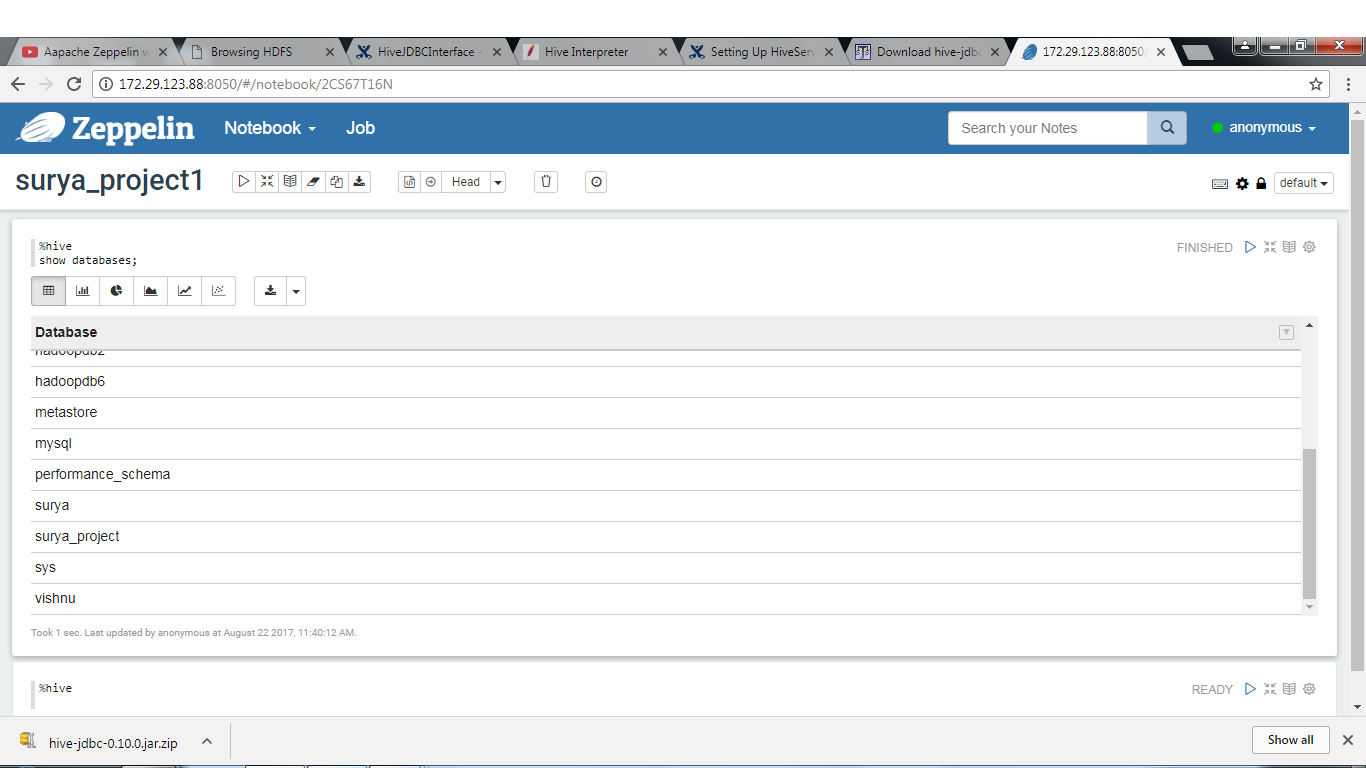 Aapache Zeppelin w
Browsing HDFS
HiveJDBCInterface -
Hive Interpreter
Setting Up HiveServ
Download hive-jdbc
172.29.123.88:8050/
172.29.123.88:8050/#/notebook/2CS67T16N
Zeppelin
Notebook
Job
Search your Notes
anonymous
surya_project1
Head
default
%hive
FINISHED
show databases;
Database
hadoopdb2
hadoopdb6
metastore
mysql
performance_schema
surya
surya_project
sys
vishnu
Took 1 sec. Last updated by anonymous at August 22 2017, 11:40:12 AM.
%hive
READY
hive-jdbc-0.10.0.jar.zip
Show all